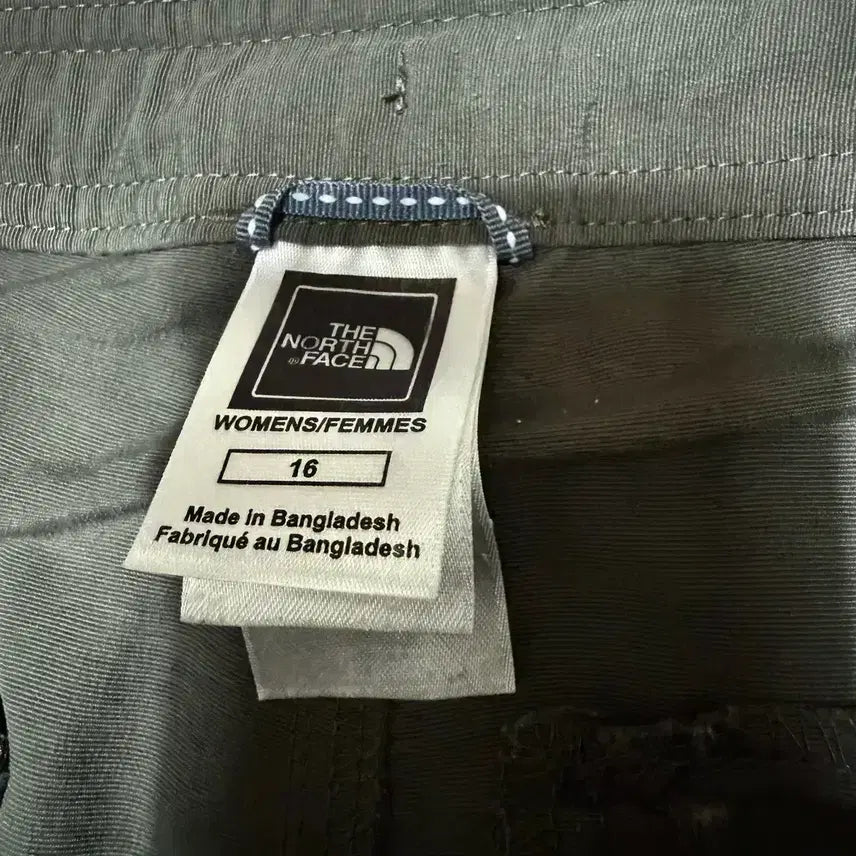 THE
NORTH
®FACE
WOMENS/FEMMES
16
Made in Bangladesh
Fabriqué au Bangladesh